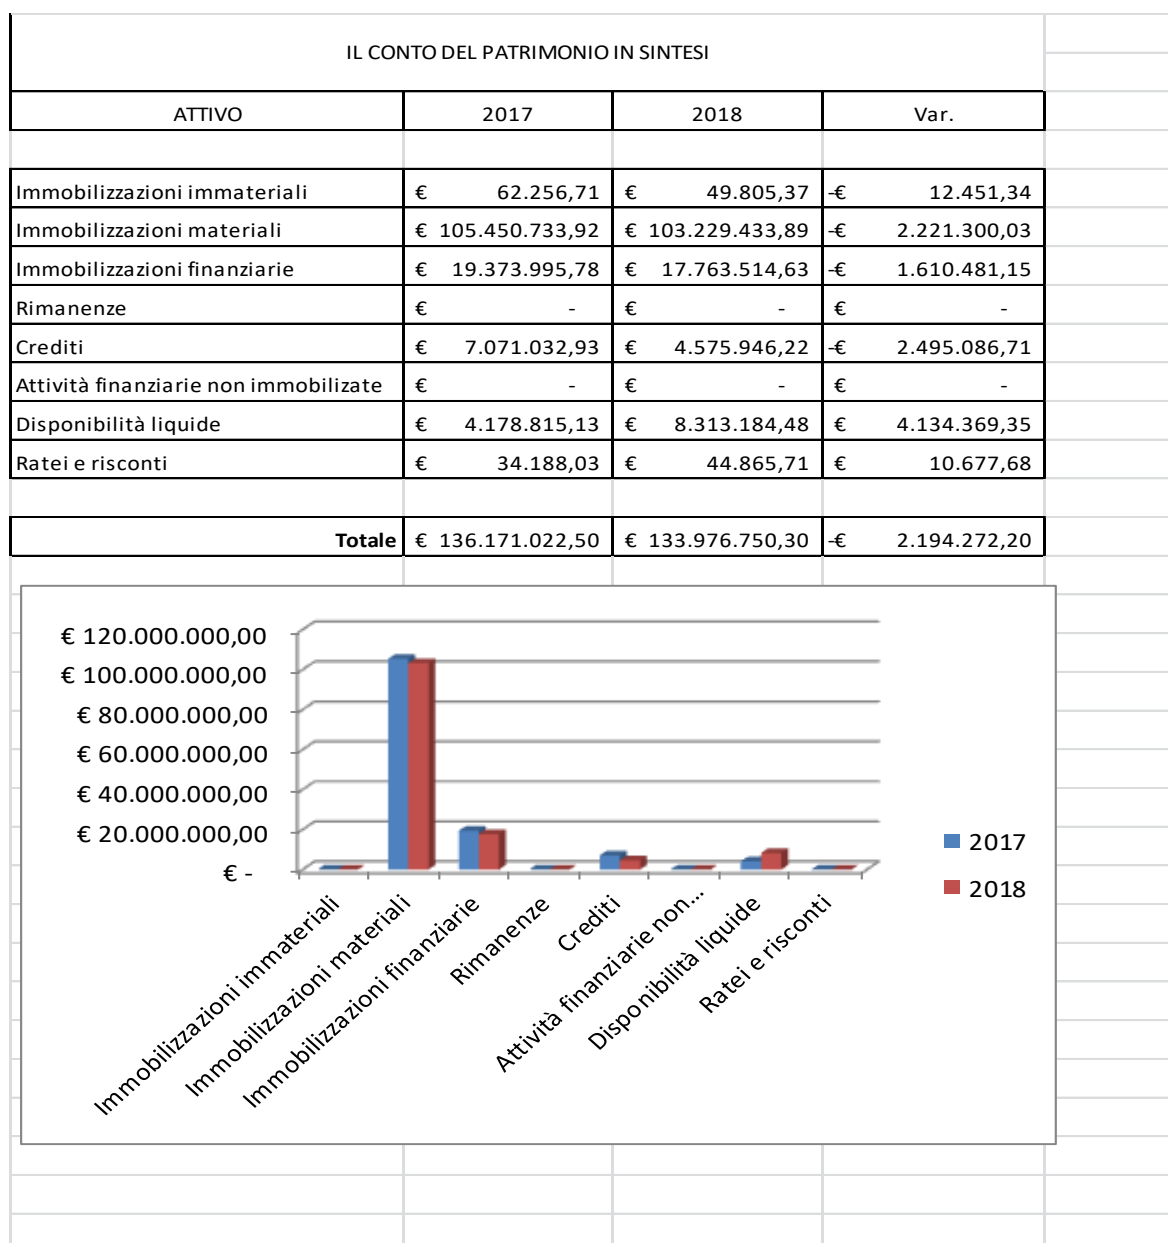 IL CONTO DEL PATRIMONIO IN SINTESI
ATTIVO 2017 2018 Var.
Immobilizzazioni immateriali € 62.256,71 € 49.805,37 -€ 12.451,34
Immobilizzazioni materiali € 105.450.733,92 € 103.229.433,89 -€ 2.221.300,03
Immobilizzazioni finanziarie € 19.373.995,78 € 17.763.514,63 -€ 1.610.481,15
Rimanenze € - € - € -
Crediti € 7.071.032,93 € 4.575.946,22 -€ 2.495.086,71
Attività finanziarie non immobilizate € - € - € -
Disponibilità liquide € 4.178.815,13 € 8.313.184,48 € 4.134.369,35
Ratei e risconti € 34.188,03 € 44.865,71 € 10.677,68
Totale € 136.171.022,50 € 133.976.750,30 -€ 2.194.272,20
€ 120.000.000,00
€ 100.000.000,00
€ 80.000.000,00
€ 60.000.000,00
€ 40.000.000,00
€ 20.000.000,00
€ -
2017
2018
Immobilizzazioni immateriali
Immobilizzazioni materiali
Immobilizzazioni finanziarie
Rimanenze
Crediti
Attività finanziarie non...
Disponibilità liquide
Ratei e risconti